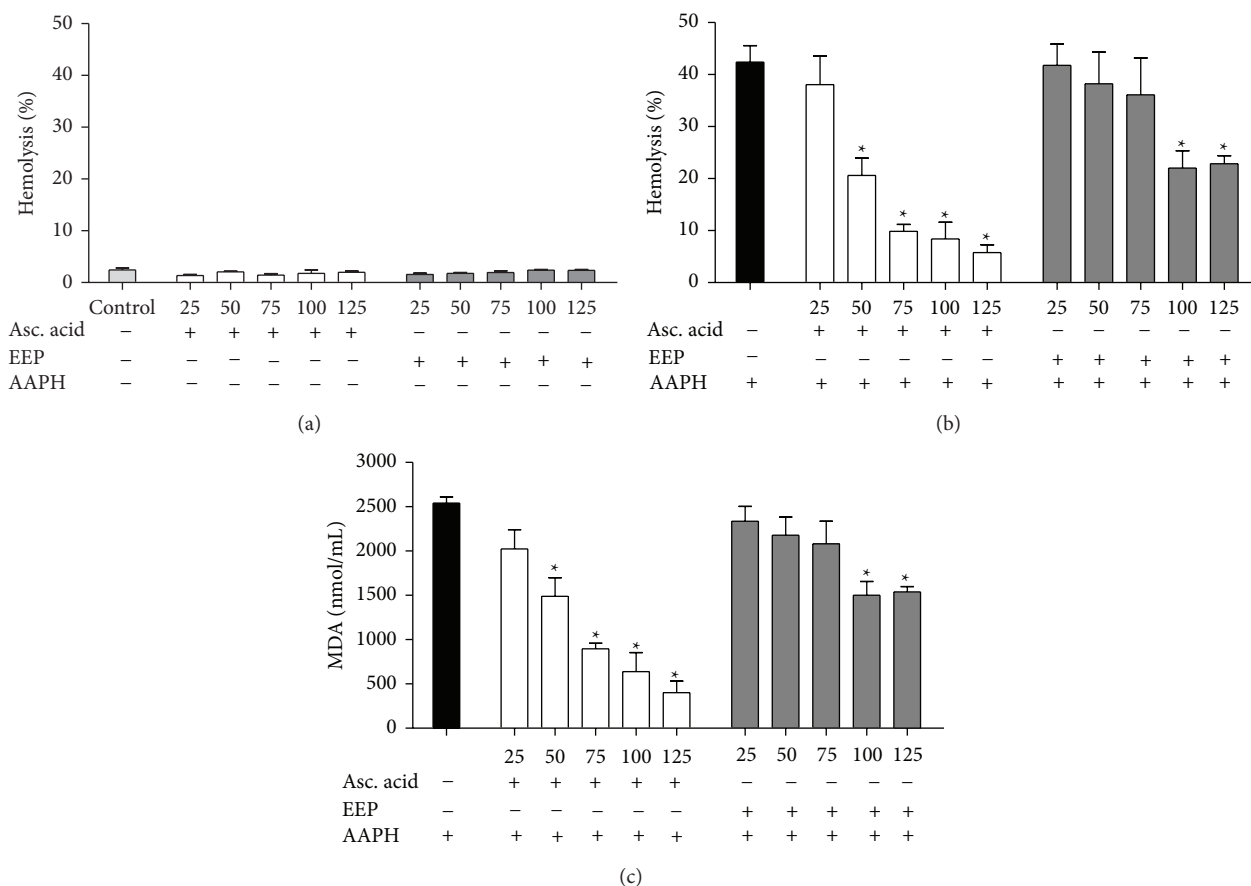 50
40
30
20
10
0
Hemolysis (%)
Control 25 50 75 100 125 25 50 75 100 125
Asc. acid − + + + + + − − − − −
EEP − − − − − − + + + + +
AAPH − − − − − − − − − − −
(a)
50
40
30
20
10
0
Hemolysis (%)
* * * * * *
25 50 75 100 125 25 50 75 100 125
Asc. acid − + + + + + − − − − −
EEP − − − − − − + + + + +
AAPH + + + + + + + + + + +
(b)
3000
2500
2000
1500
1000
500
0
MDA (nmol/mL)
* * * * * *
25 50 75 100 125 25 50 75 100 125
Asc. acid − + + + + + − − − − −
EEP − − − − − − + + + + +
AAPH + + + + + + + + + + +
(c)